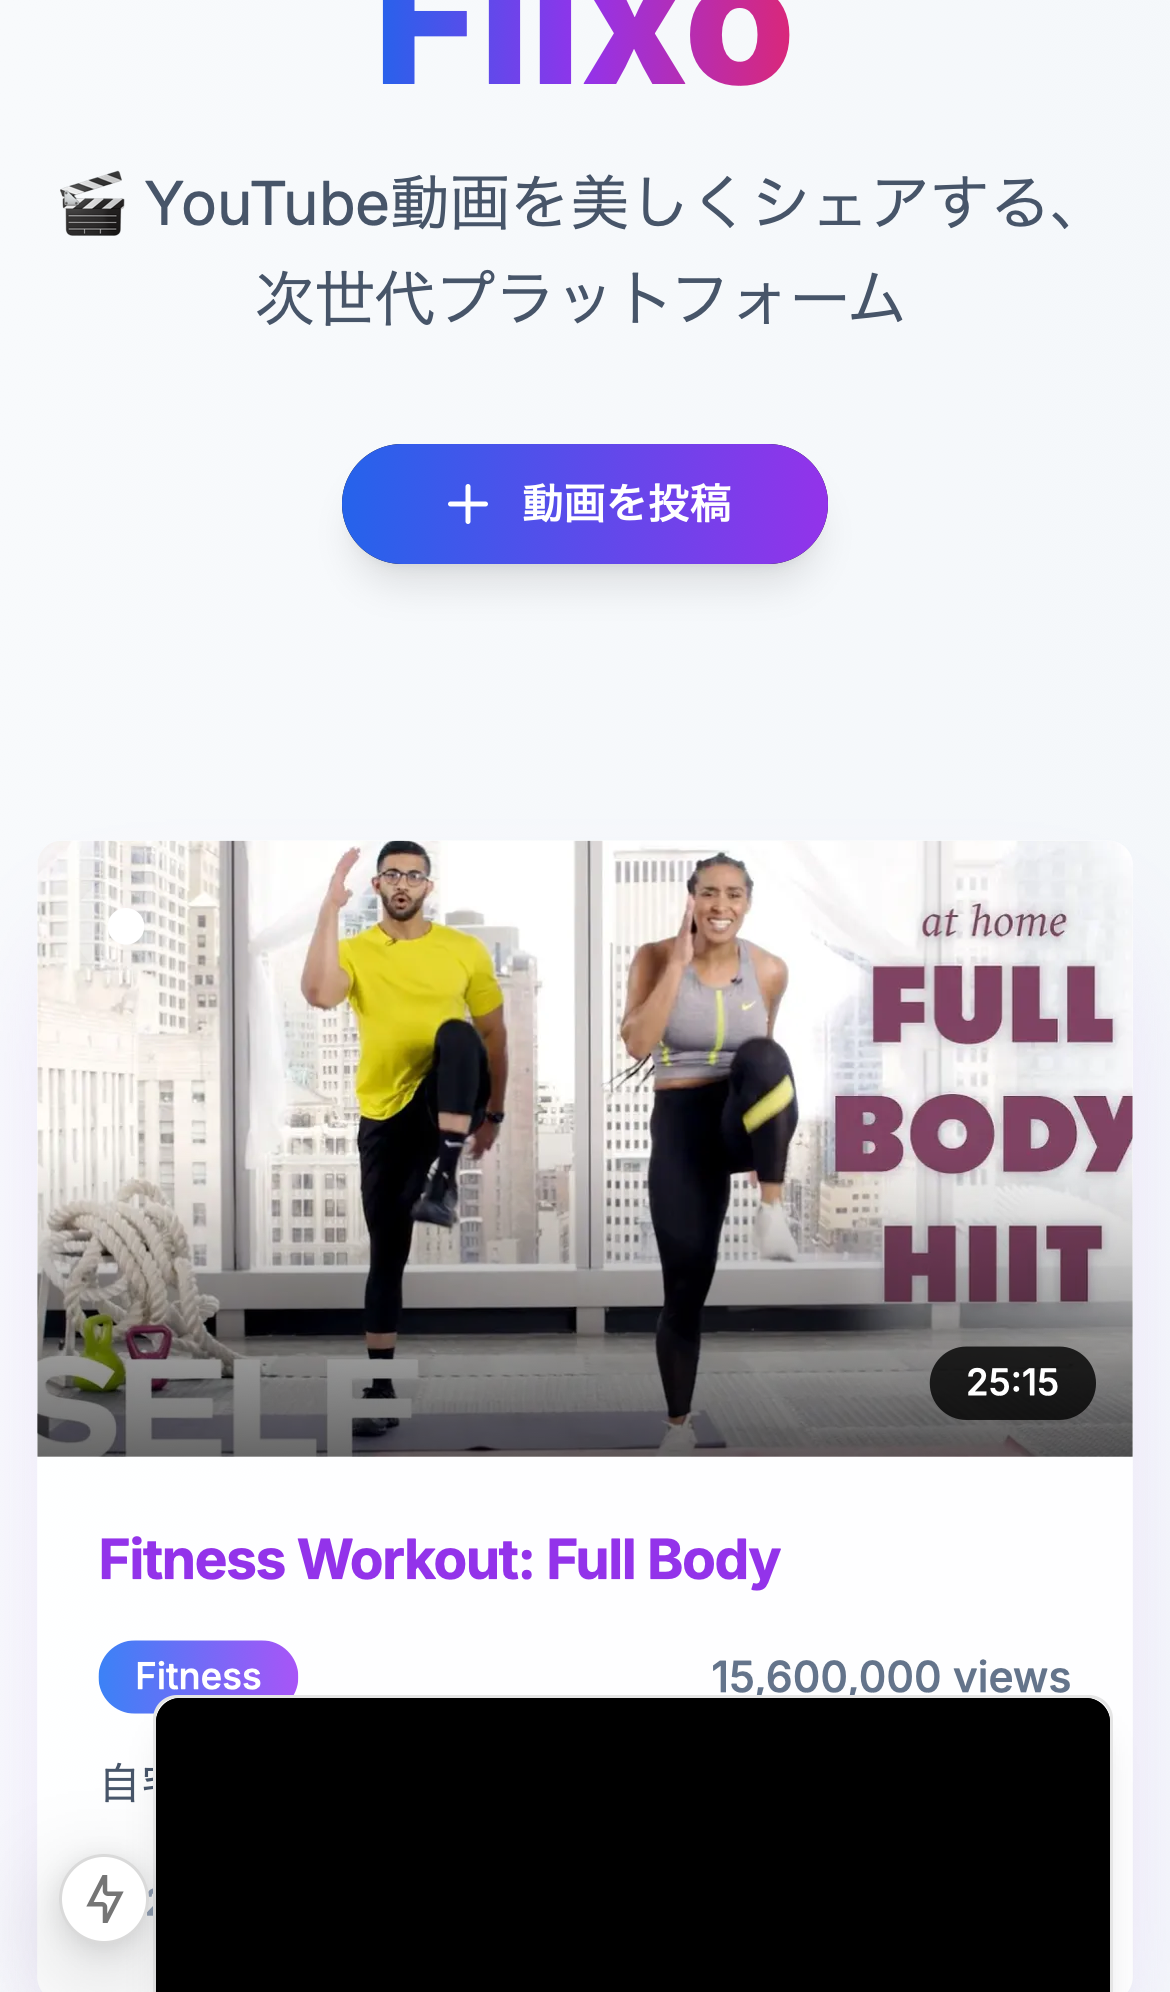 Flixo
🎬 YouTube動画を美しくシェアする、
次世代プラットフォーム
+ 動画を投稿
at home
FULL
BODY
HIIT
SELF
25:15
Fitness Workout: Full Body
Fitness
15,600,000 views
自宅